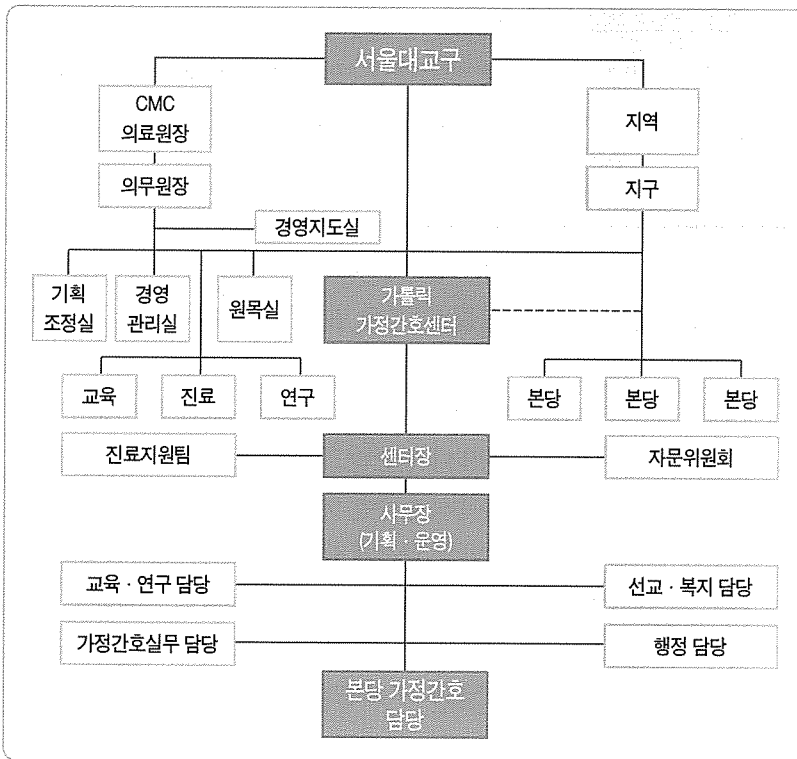 서울대교구
CMC
의료원장
지역
의무원장
지구
경영지도실
기획
조정실
경영
관리실
원목실
가톨릭
가정간호센터
교육
진료
연구
본당
본당
본당
진료지원팀
센터장
자문위원회
사무장
(기획 · 운영)
교육 · 연구 담당
선교 · 복지 담당
가정간호실무 담당
행정 담당
본당 가정간호
담당